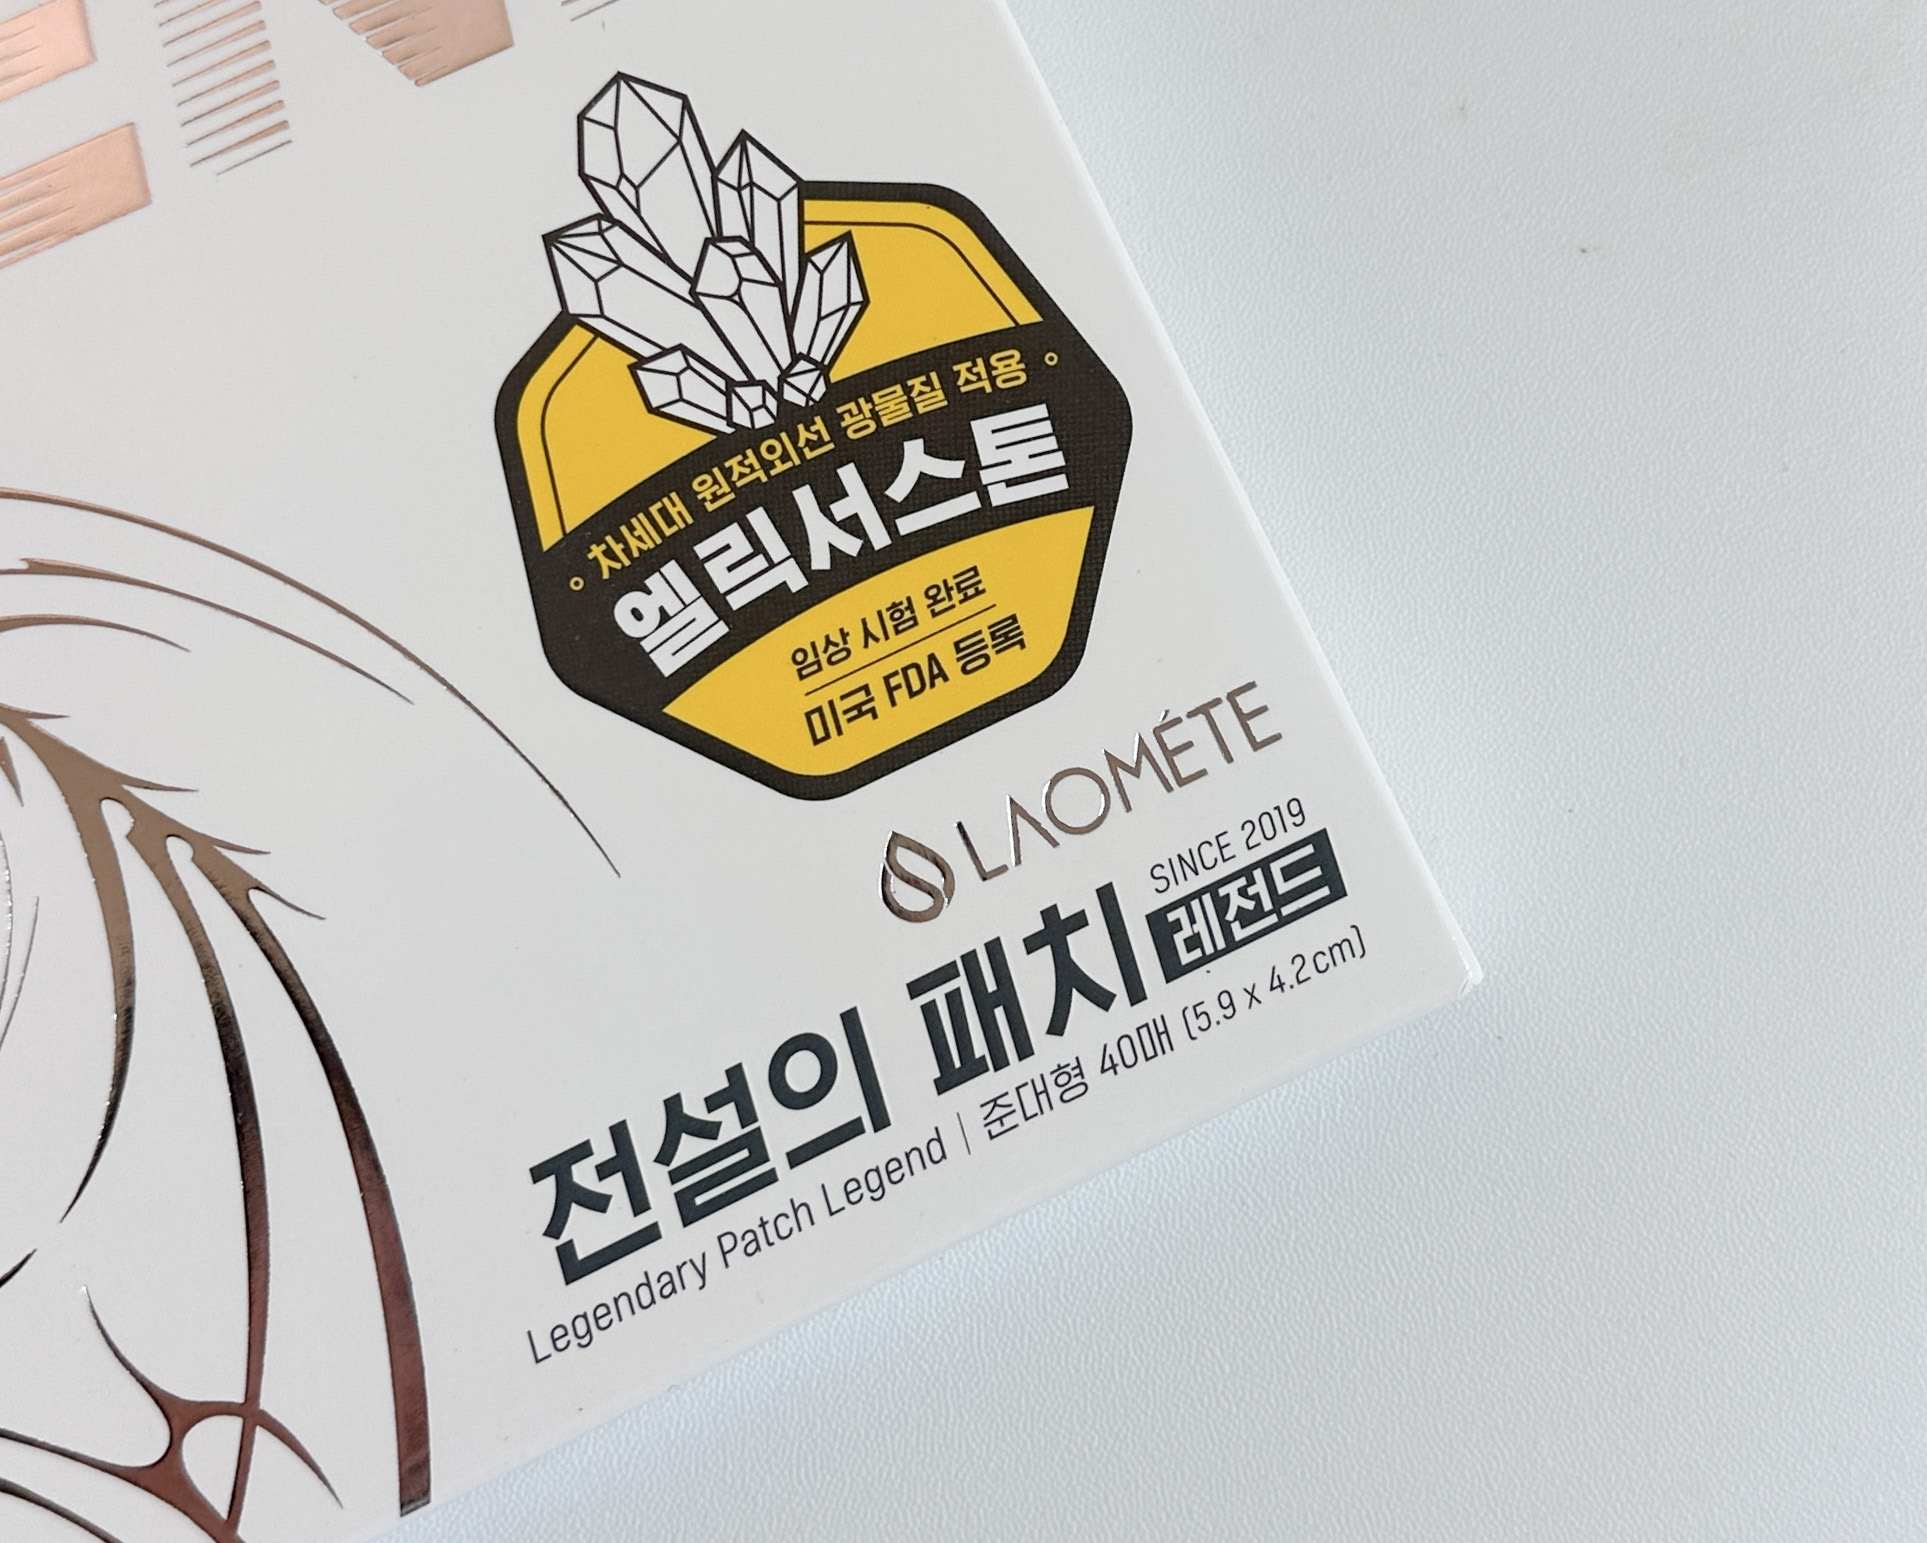 차세대 원적외선 광물질 적용
엘릭서스톤
임상 시험 완료
미국 FDA 등록
LAOMÉTE
SINCE 2019
전설의 패치 레전드
Legendary Patch Legend | 준대형 40매 (5.9 x 4.2cm)